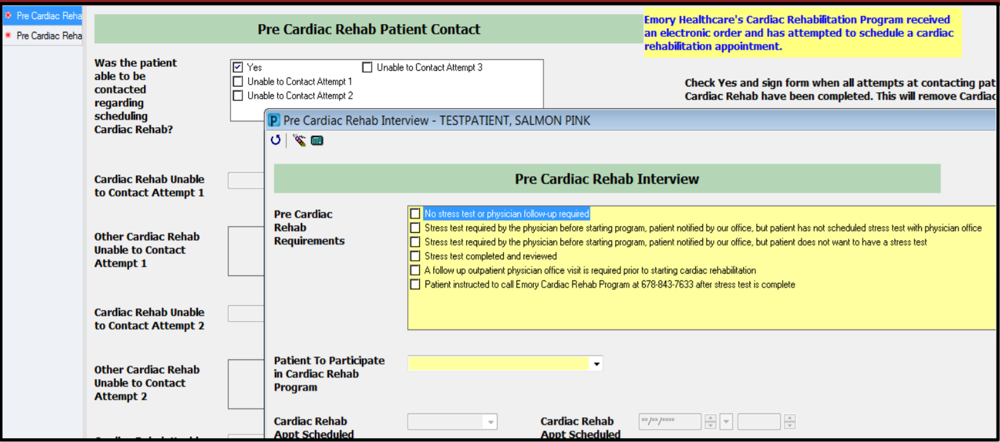 Pre Cardiac Reha
Pre Cardiac Reha
Pre Cardiac Rehab Patient Contact
Emory Healthcare's Cardiac Rehabilitation Program received
an electronic order and has attempted to schedule a cardiac
rehabilitation appointment.
Was the patient
able to be
contacted
regarding
scheduling
Cardiac Rehab?
Yes
Unable to Contact Attempt 3
Unable to Contact Attempt 1
Unable to Contact Attempt 2
Check Yes and sign form when all attempts at contacting pat
Cardiac Rehab have been completed. This will remove Cardiac
Cardiac Rehab Unable
to Contact Attempt 1
Other Cardiac Rehab
Unable to Contact
Attempt 1
Cardiac Rehab Unable
to Contact Attempt 2
Other Cardiac Rehab
Unable to Contact
Attempt 2
P Pre Cardiac Rehab Interview - TESTPATIENT, SALMON PINK
Pre Cardiac Rehab Interview
Pre Cardiac
Rehab
Requirements
No stress test or physician follow-up required
Stress test required by the physician before starting program, patient notified by our office, but patient has not scheduled stress test with physician office
Stress test required by the physician before starting program, patient notified by our office, but patient does not want to have a stress test
Stress test completed and reviewed
A follow up outpatient physician office visit is required prior to starting cardiac rehabilitation
Patient instructed to call Emory Cardiac Rehab Program at 678-843-7633 after stress test is complete
Patient To Participate
in Cardiac Rehab
Program
Cardiac Rehab
Appt Scheduled
Cardiac Rehab
Appt Scheduled
**/**/****